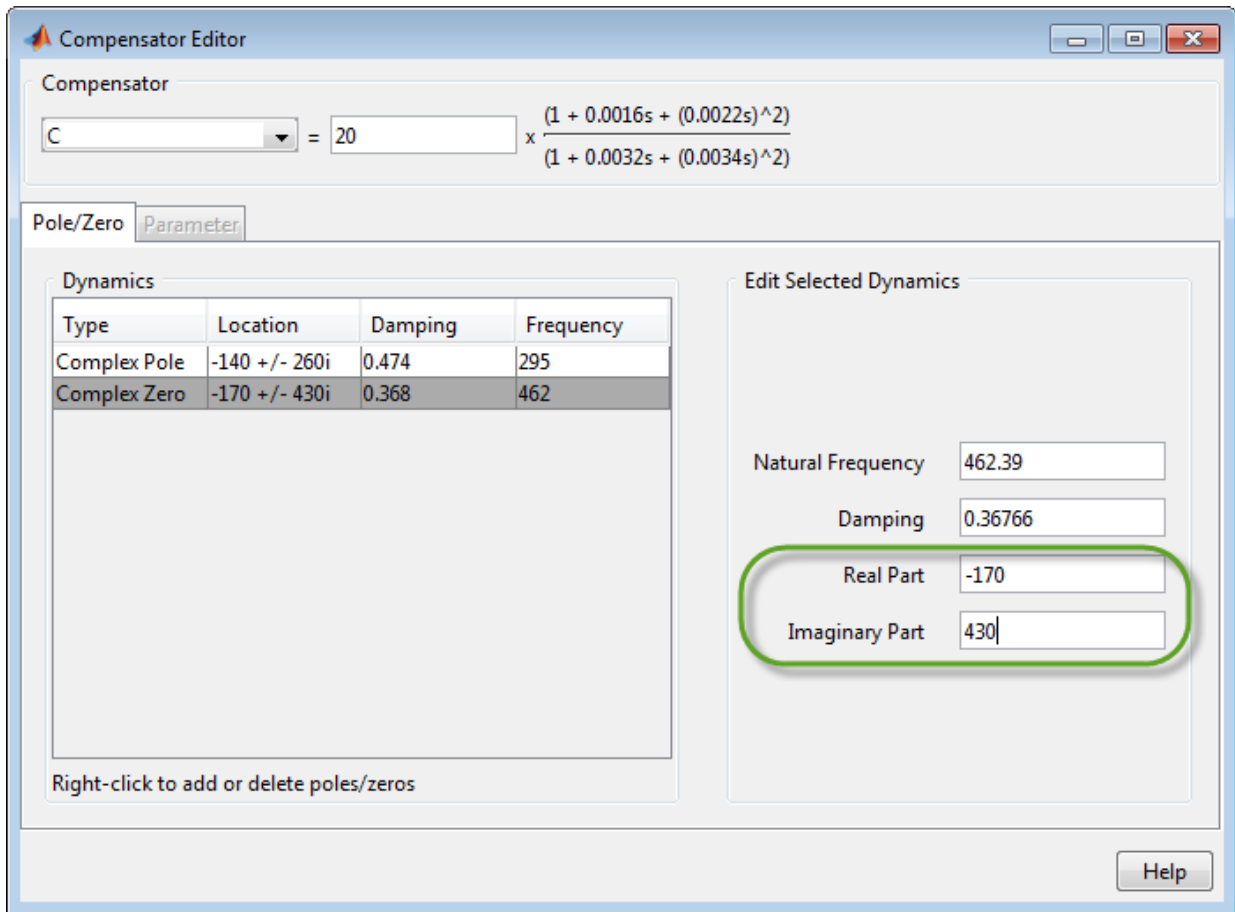 Compensator Editor
Compensator
C = 20 x (1 + 0.0016s + (0.0022s)^2)
(1 + 0.0032s + (0.0034s)^2)
Pole/Zero Parameter
Dynamics
Type Location Damping Frequency
Complex Pole -140 +/- 260i 0.474 295
Complex Zero -170 +/- 430i 0.368 462
Right-click to add or delete poles/zeros
Edit Selected Dynamics
Natural Frequency 462.39
Damping 0.36766
Real Part -170
Imaginary Part 430
Help